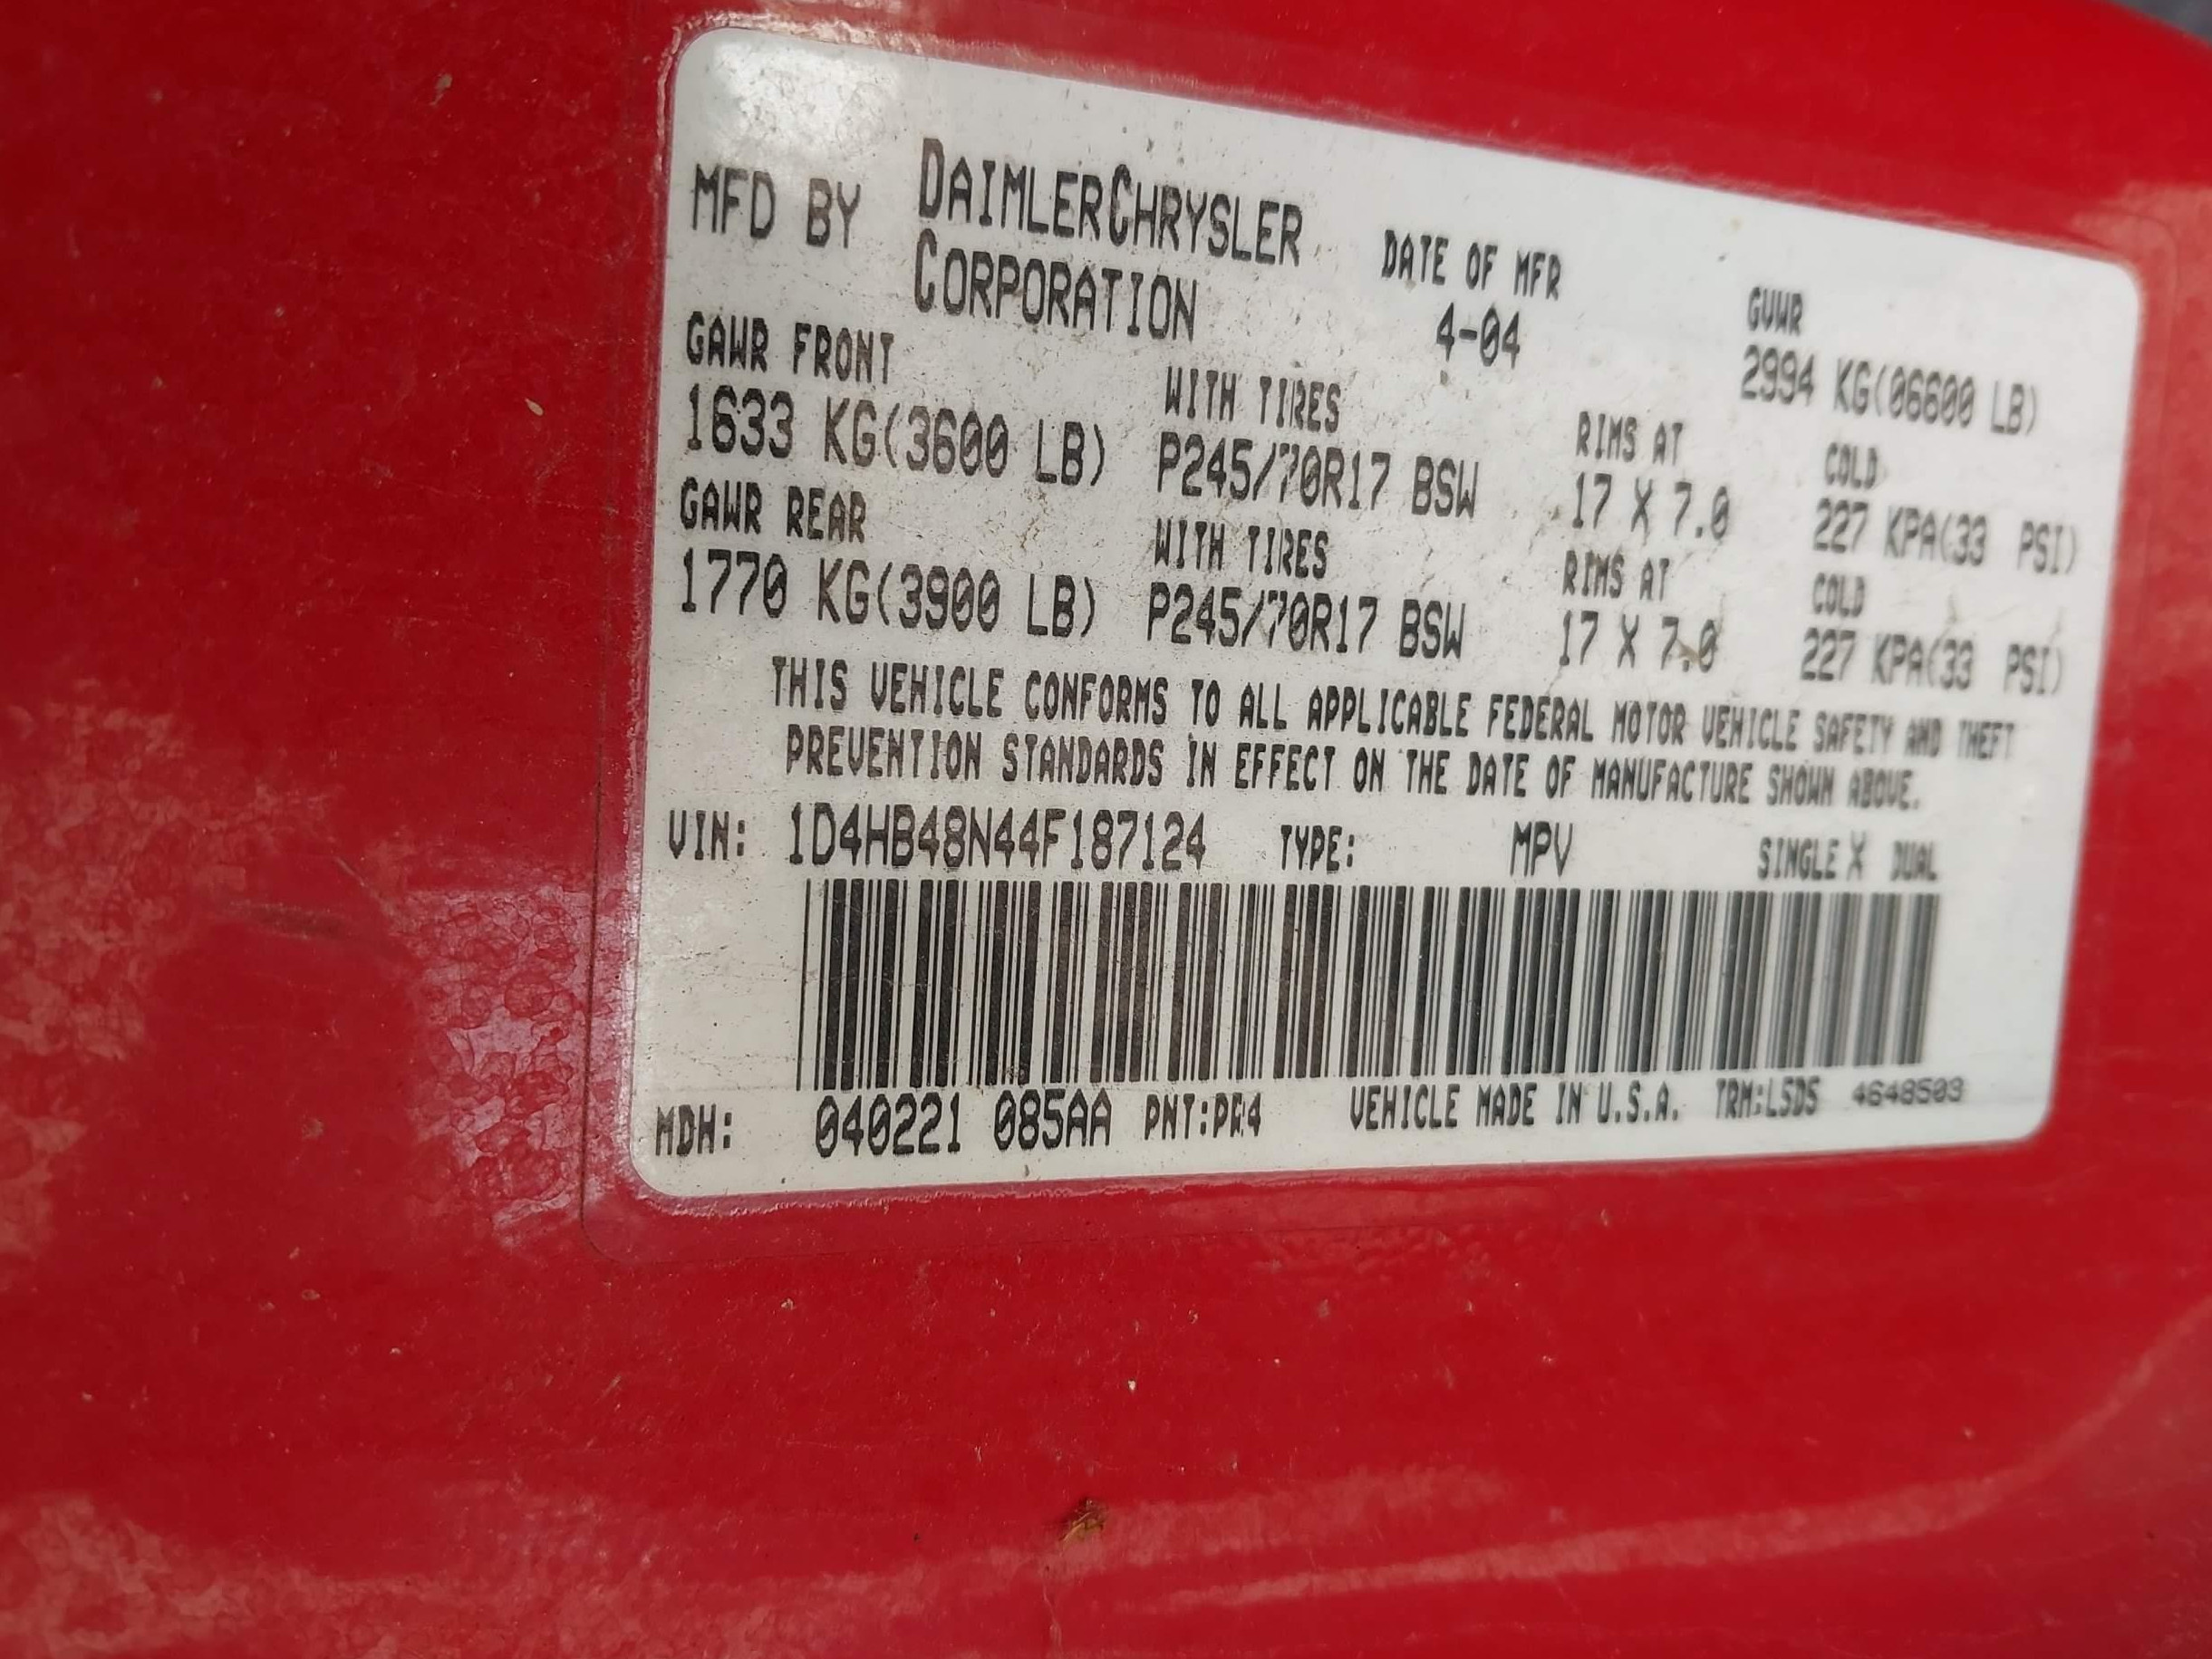 MFD BY DAIMLERCHRYSLER CORPORATION DATE OF MFR 4-04 GVWR 2994 KG(06600 LB)
GAWR FRONT WITH TIRES RIMS AT COLD
1633 KG(3600 LB) P245/70R17 BSW 17 X 7.0 227 KPA(33 PSI)
GAWR REAR WITH TIRES RIMS AT COLD
1770 KG(3900 LB) P245/70R17 BSW 17 X 7.0 227 KPA(33 PSI)
THIS VEHICLE CONFORMS TO ALL APPLICABLE FEDERAL MOTOR VEHICLE SAFETY AND THEFT
PREVENTION STANDARDS IN EFFECT ON THE DATE OF MANUFACTURE SHOWN ABOVE.
VIN: 1D4HB48N44F187124 TYPE: MPV SINGLE X DUAL
MDH: 040221 085AA PNT:PR4 VEHICLE MADE IN U.S.A. TRM:L5D5 4648503